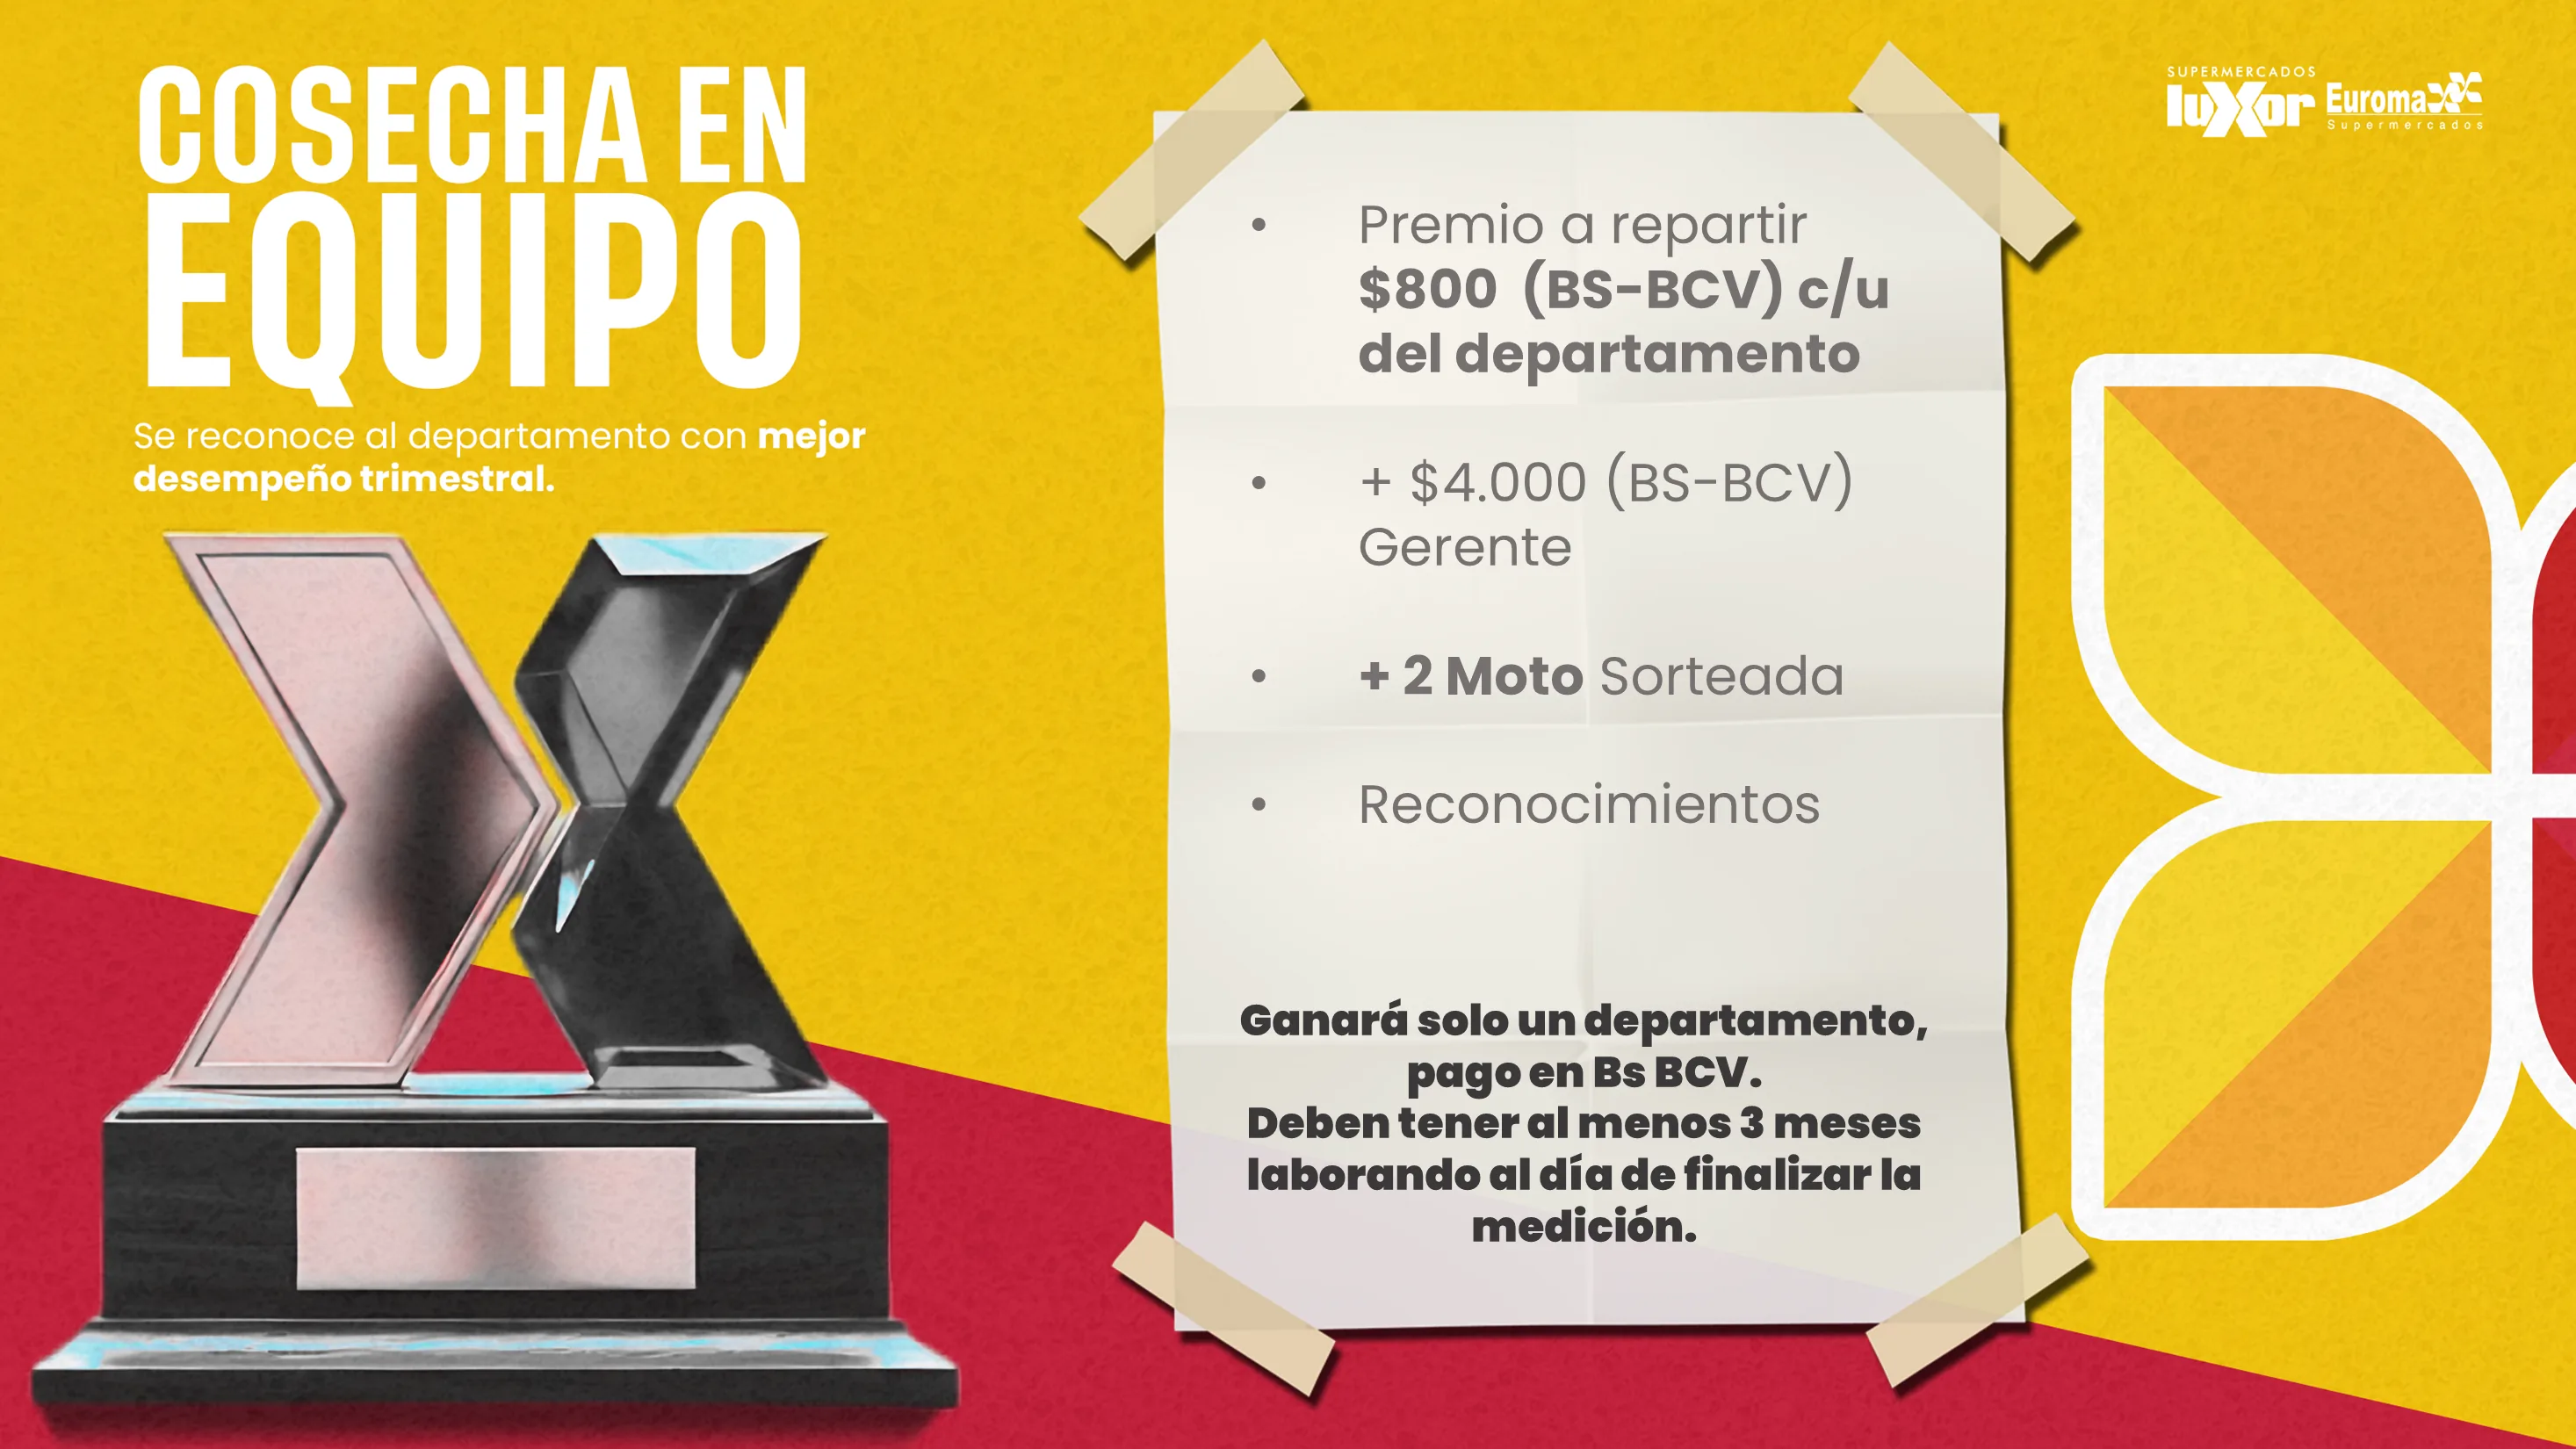 COSECHA EN
EQUIPO
Se reconoce al departamento con mejor
desempeño trimestral.
SUPERMERCADOS
luXor
Euromaxx
Supermercados
• Premio a repartir
$800 (BS-BCV) c/u
del departamento
• + $4.000 (BS-BCV)
Gerente
• + 2 Moto Sorteada
• Reconocimientos
Ganará solo un departamento,
pago en Bs BCV.
Deben tener al menos 3 meses
laborando al día de finalizar la
medición.